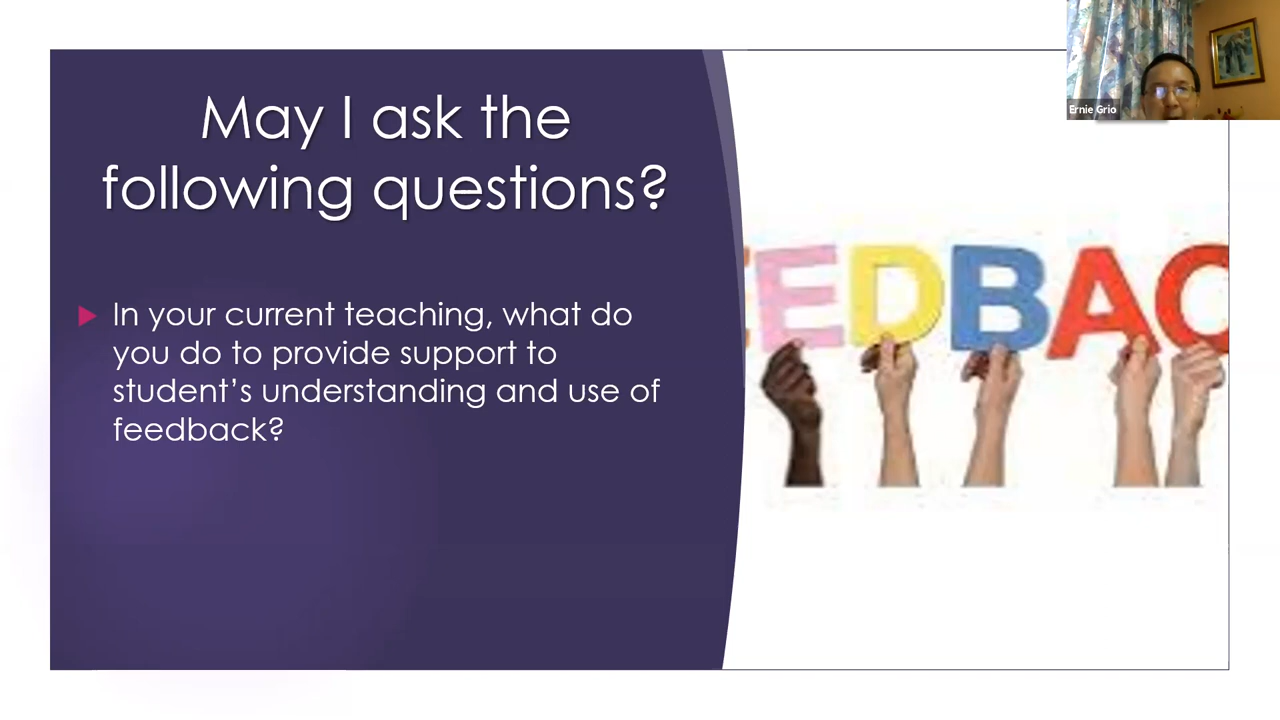 May I ask the
following questions?
In your current teaching, what do
you do to provide support to
student's understanding and use of
feedback?
EEDBAC
Ernie Grio